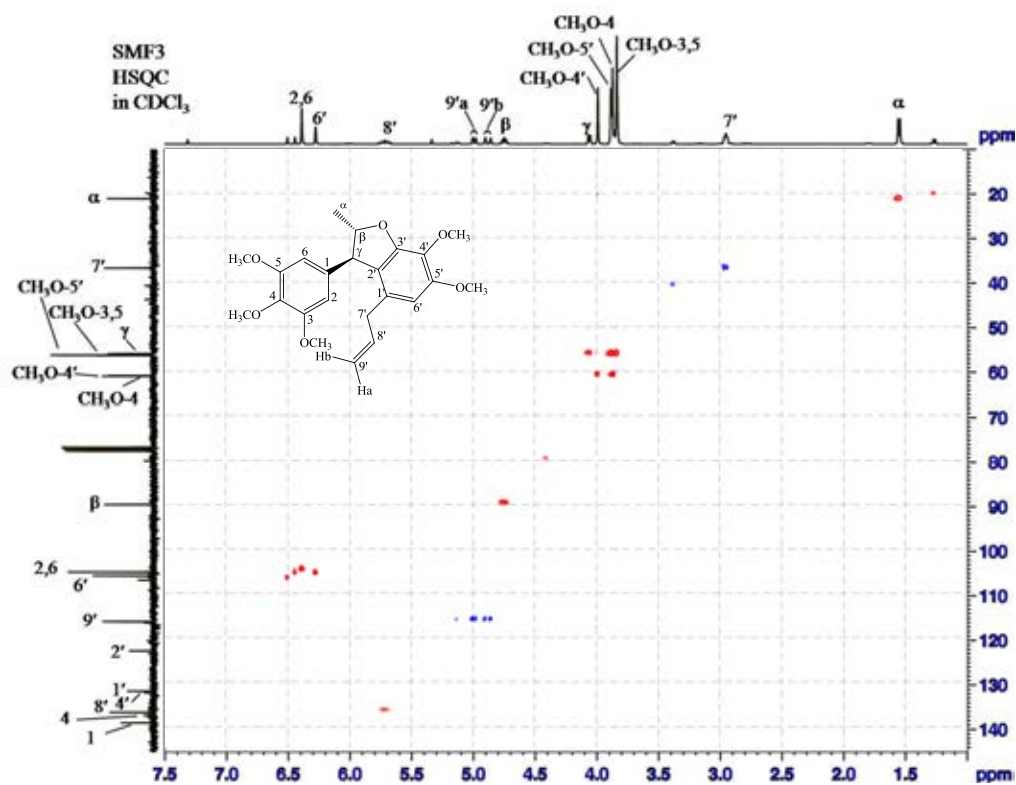 SMF3
HSQC
in CDCl₃
CH₃O-4
CH₃O-5′
CH₃O-3,5
CH₃O-4′
2,6
6′
8′
9′a
9′b
β
γ
7′
α
ppm
α
7′
CH₃O-5′
CH₃O-3,5
γ
CH₃O-4′
CH₃O-4
β
2,6
6′
9′
2′
1′
8′
4′
4
1
α
β
γ
O
3′
4′
OCH₃
5′
OCH₃
6′
2′
1′
7′
8′
Hb
9′
Ha
6
5
H₃CO
1
4
2
H₃CO
3
OCH₃
20
30
40
50
60
70
80
90
100
110
120
130
140
7.5
7.0
6.5
6.0
5.5
5.0
4.5
4.0
3.5
3.0
2.5
2.0
1.5
ppm